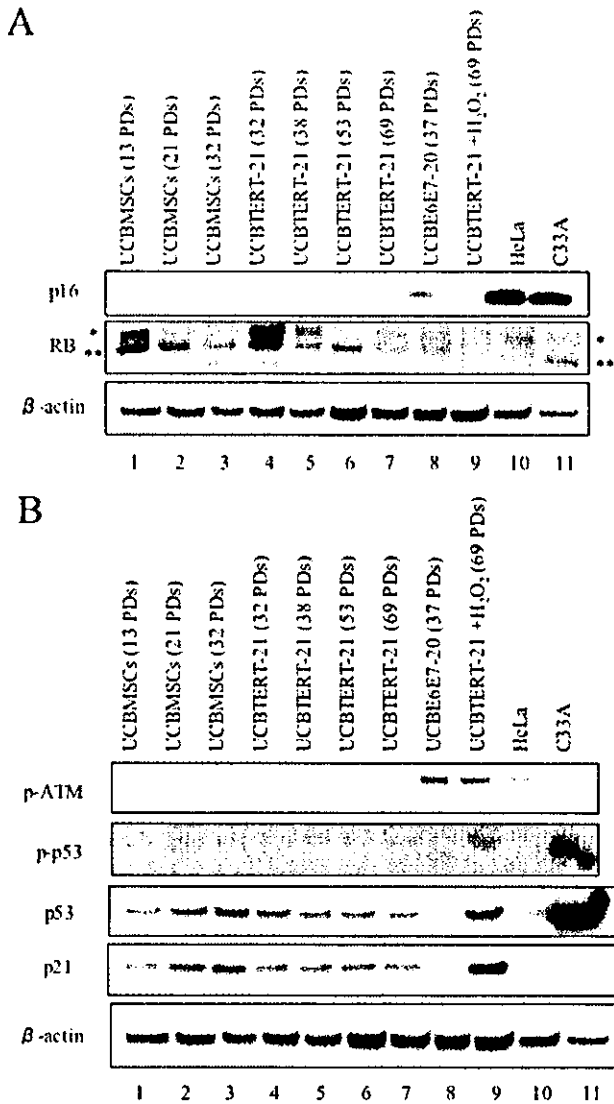 A
UCBMSCs (13 PDs)
UCBMSCs (21 PDs)
UCBMSCs (32 PDs)
UCBTERT-21 (32 PDs)
UCBTERT-21 (38 PDs)
UCBTERT-21 (53 PDs)
UCBTERT-21 (69 PDs)
UCBE6E7-20 (37 PDs)
UCBTERT-21 +H₂O₂ (69 PDs)
HeLa
C33A
p16
*
RB
**
*
**
β-actin
1 2 3 4 5 6 7 8 9 10 11
B
UCBMSCs (13 PDs)
UCBMSCs (21 PDs)
UCBMSCs (32 PDs)
UCBTERT-21 (32 PDs)
UCBTERT-21 (38 PDs)
UCBTERT-21 (53 PDs)
UCBTERT-21 (69 PDs)
UCBE6E7-20 (37 PDs)
UCBTERT-21 +H₂O₂ (69 PDs)
HeLa
C33A
p-ATM
p-p53
p53
p21
β-actin
1 2 3 4 5 6 7 8 9 10 11